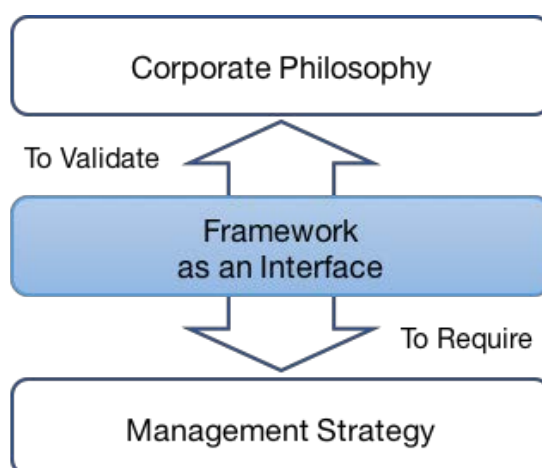 Corporate Philosophy
To Validate
Framework
as an Interface
To Require
Management Strategy